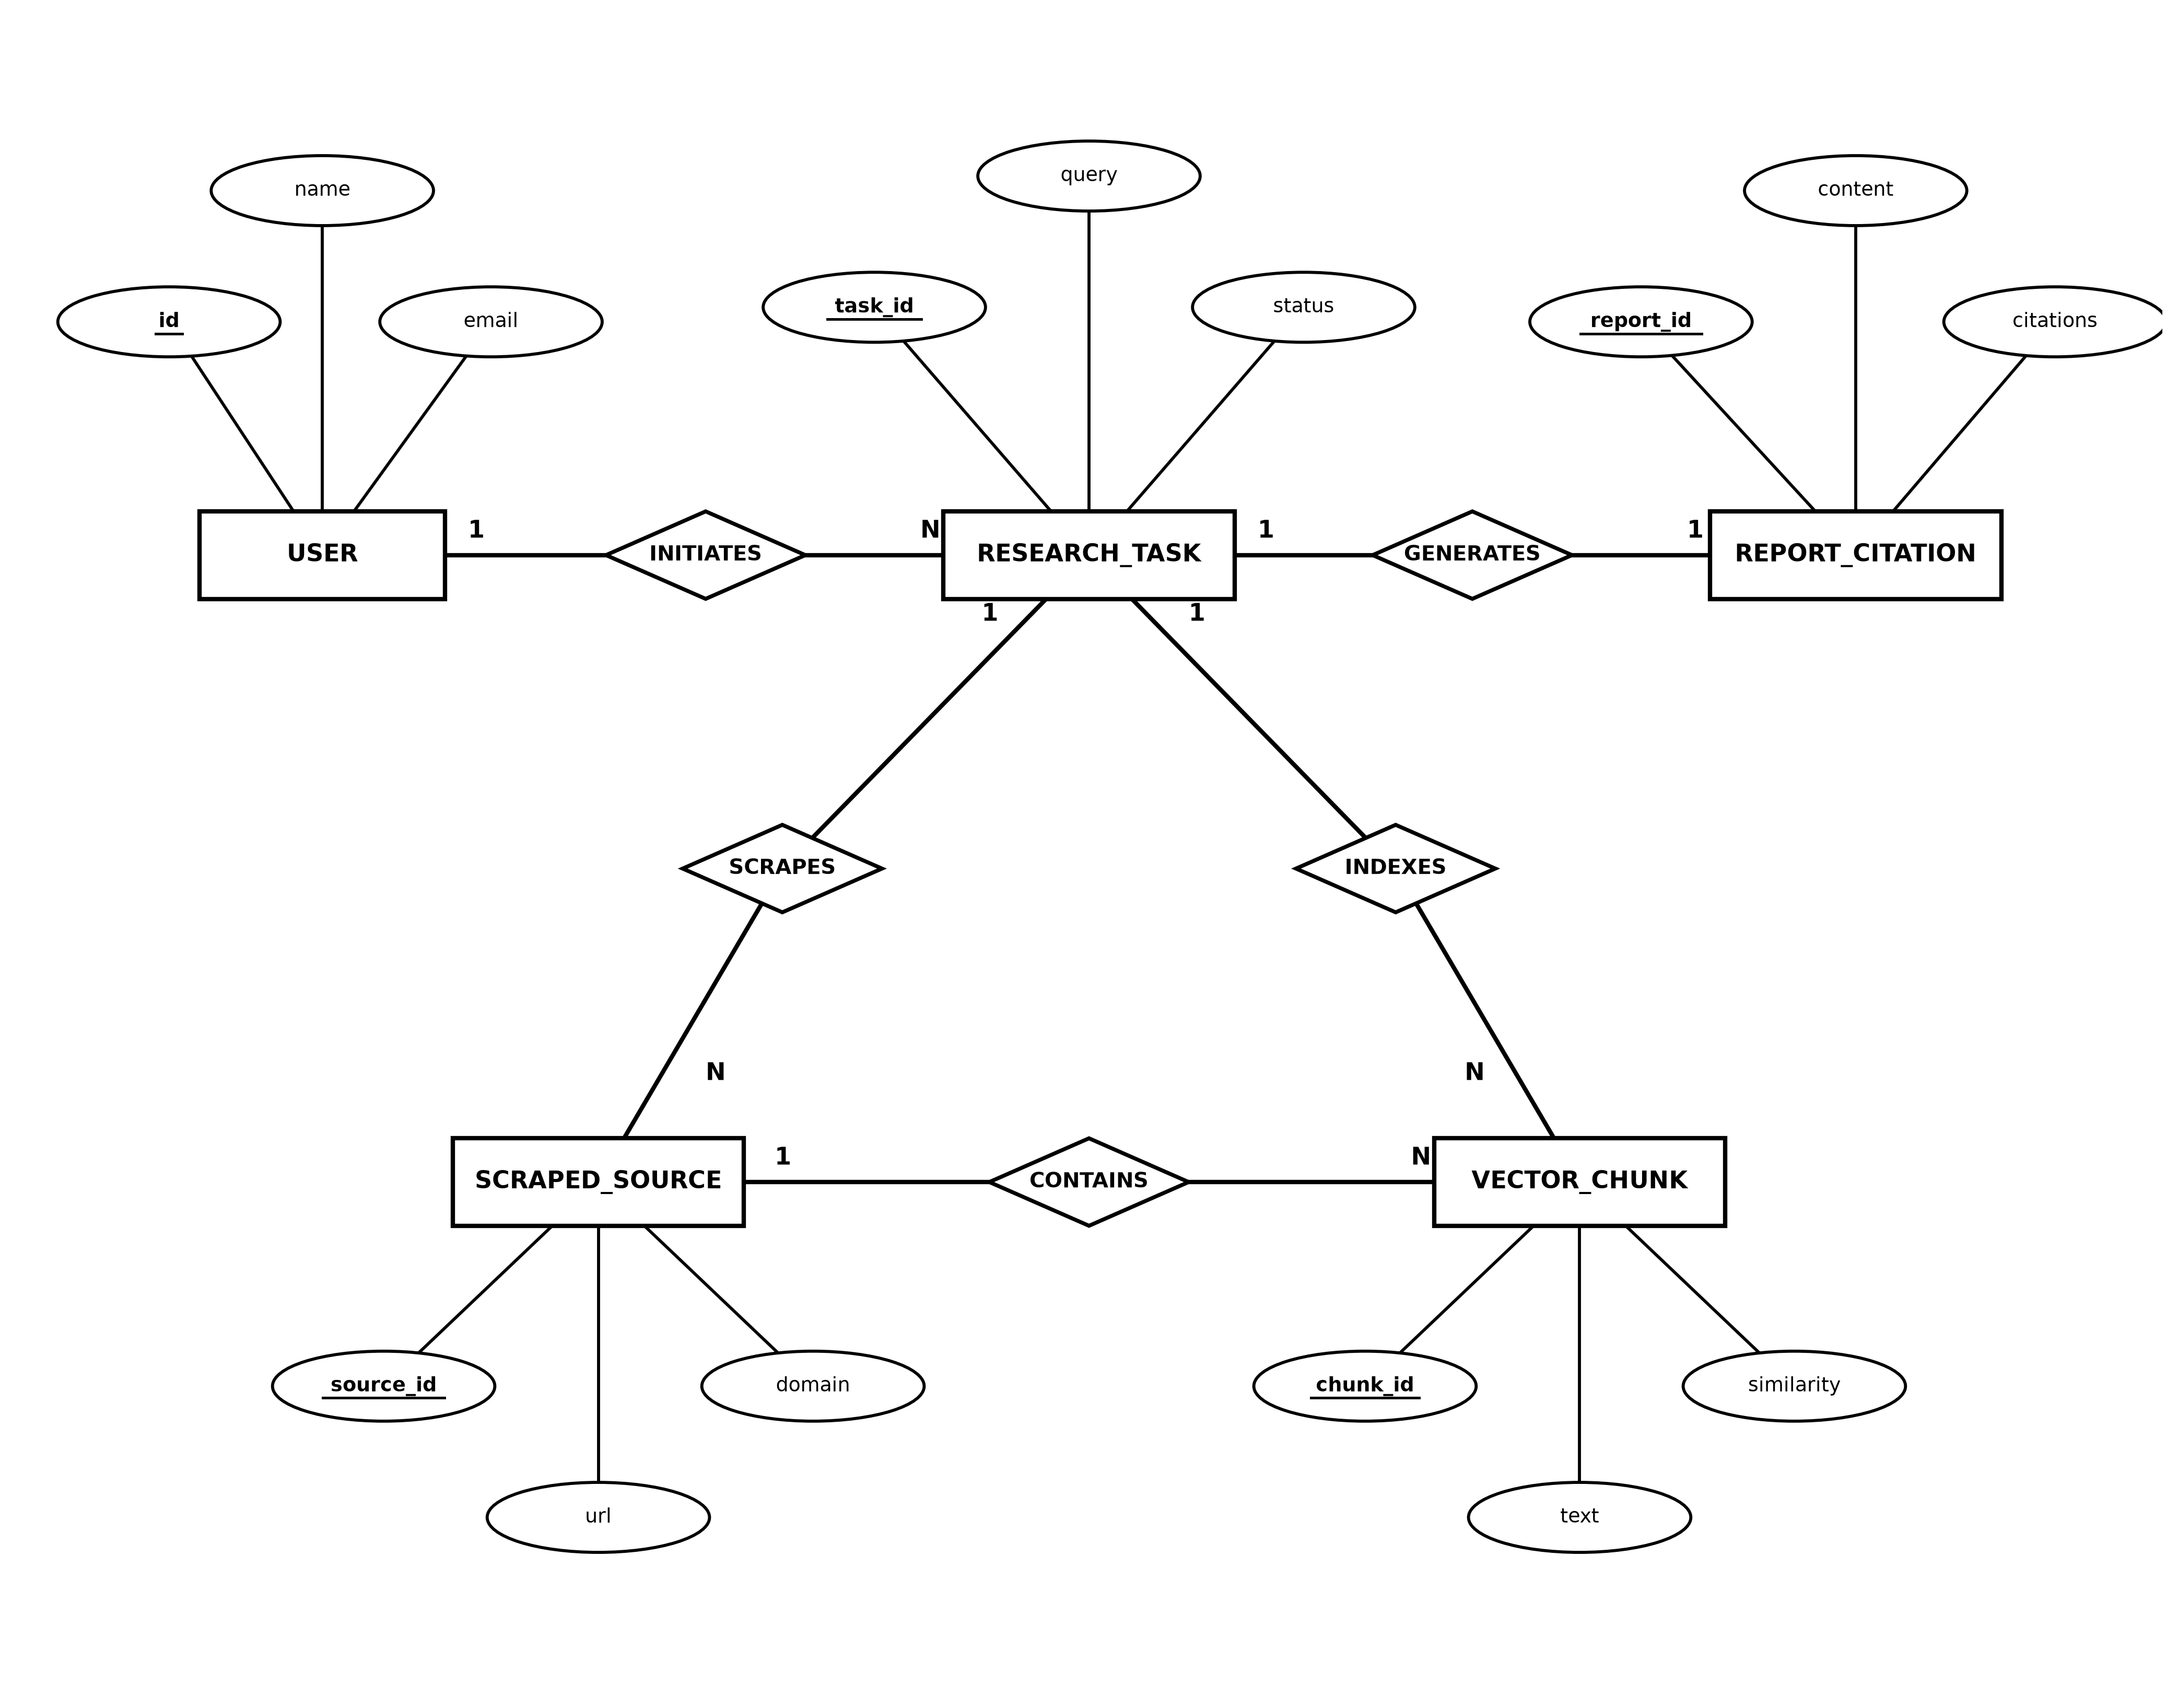 query
name
content
task_id
status
id
email
report_id
citations
1
N
1
1
USER
INITIATES
RESEARCH_TASK
GENERATES
REPORT_CITATION
1
1
SCRAPES
INDEXES
N
N
1
N
SCRAPED_SOURCE
CONTAINS
VECTOR_CHUNK
source_id
domain
chunk_id
similarity
url
text